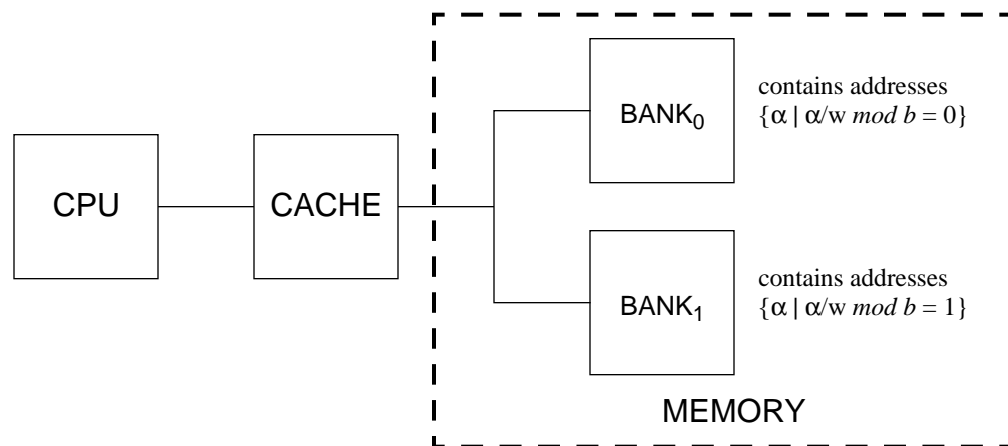 CPU
CACHE
BANK₀
contains addresses
{α | α/w mod b = 0}
BANK₁
contains addresses
{α | α/w mod b = 1}
MEMORY